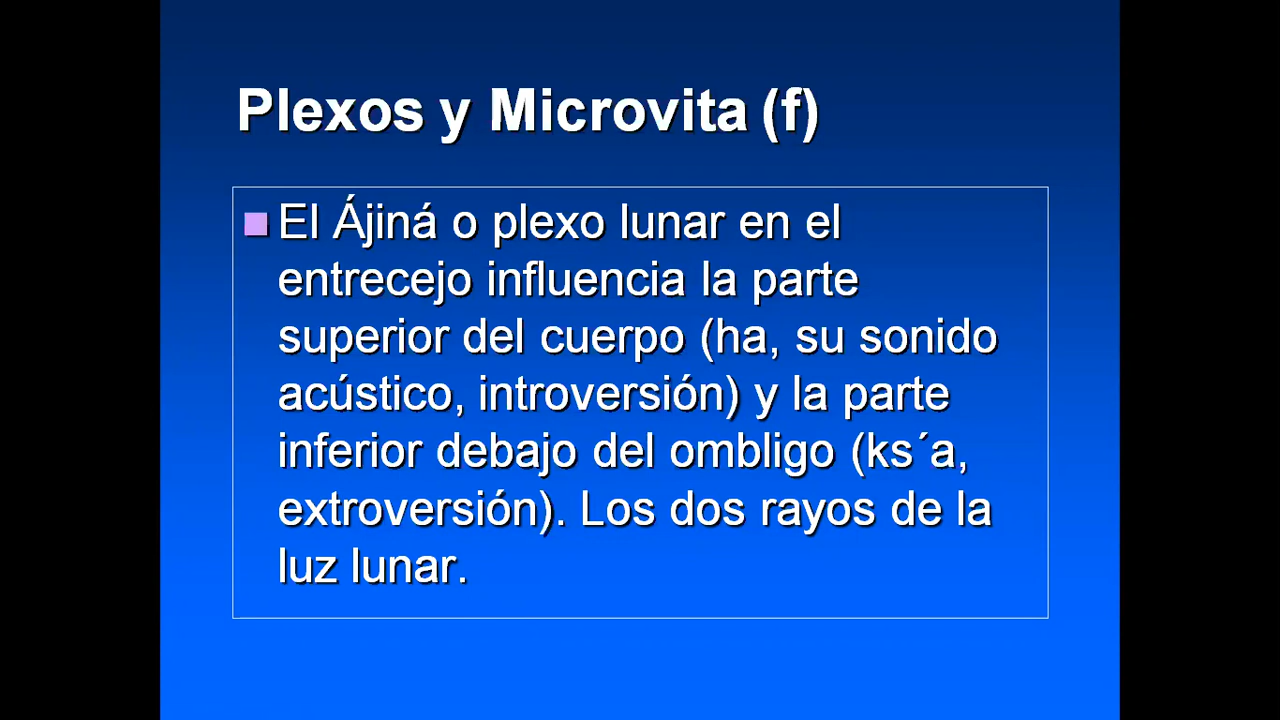 Plexos y Microvita (f)
El Ájiná o plexo lunar en el
entrecejo influencia la parte
superior del cuerpo (ha, su sonido
acústico, introversión) y la parte
inferior debajo del ombligo (ks´a,
extroversión). Los dos rayos de la
luz lunar.